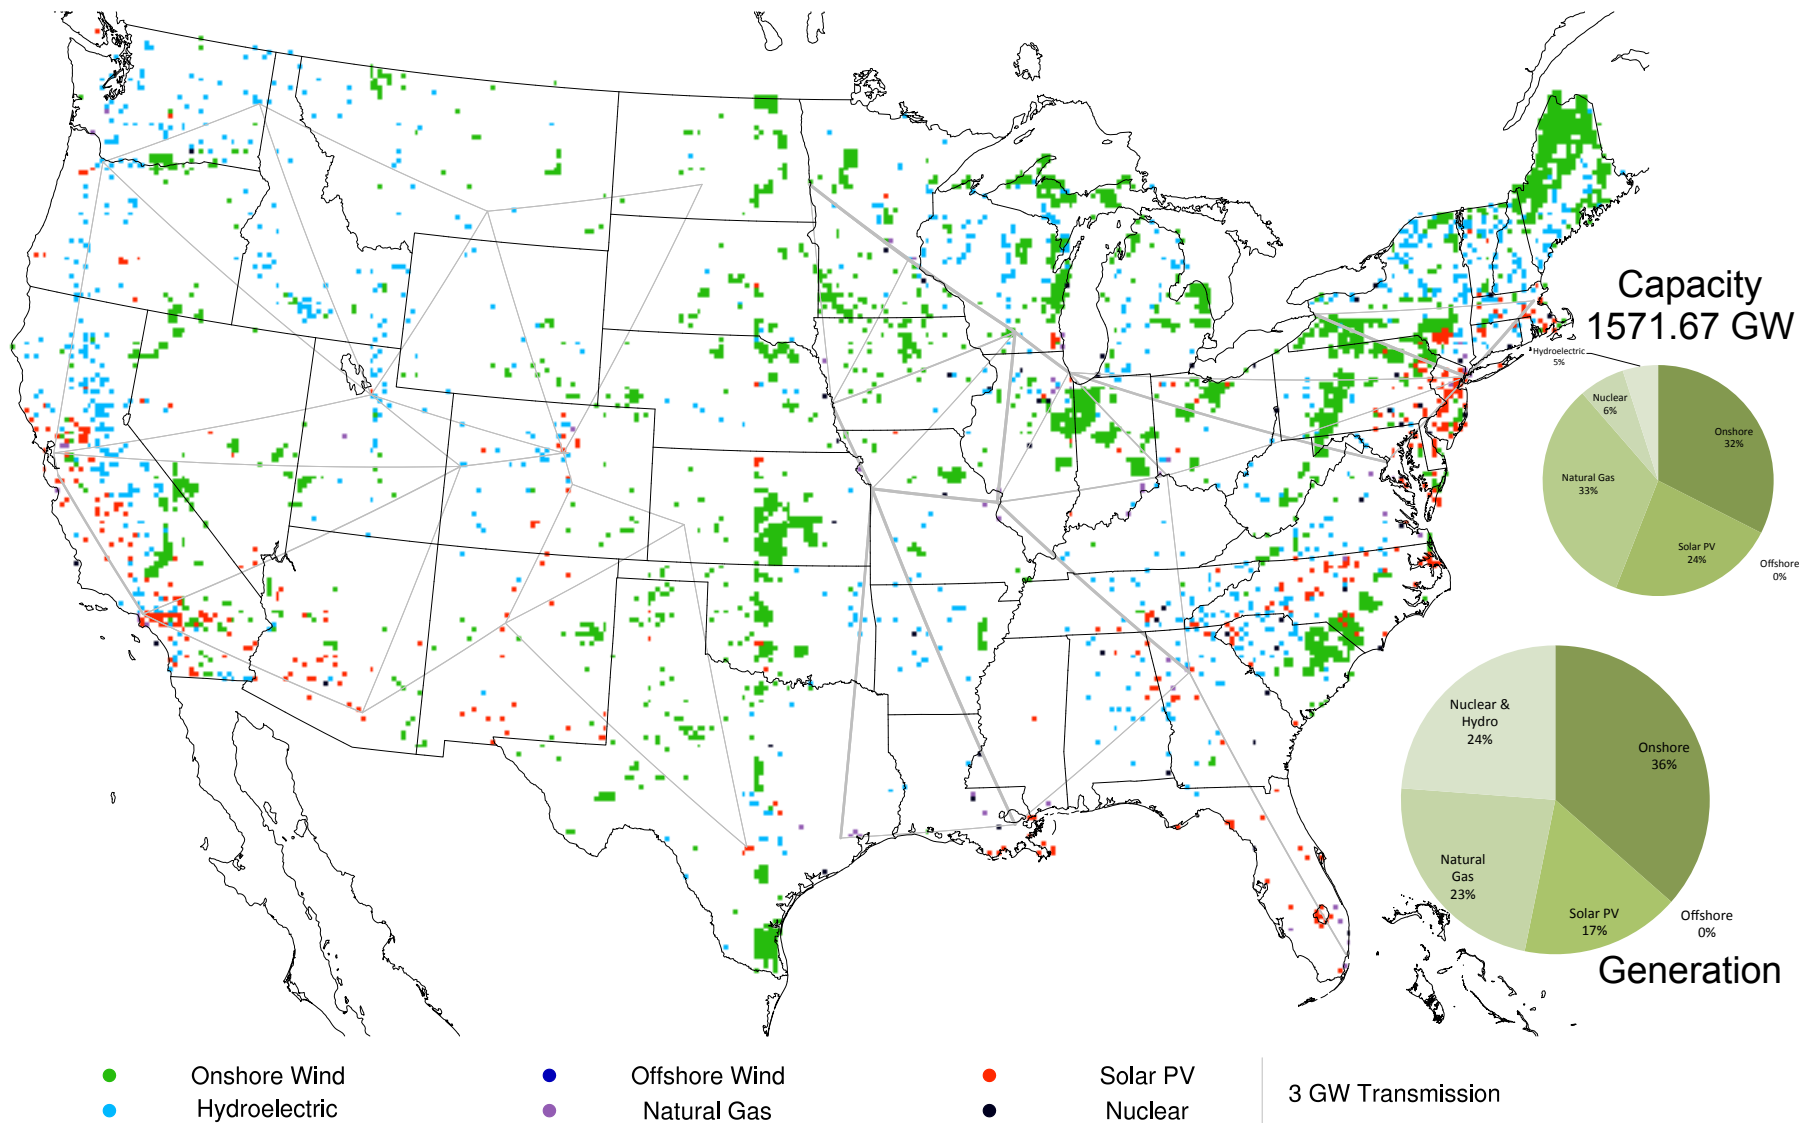 Capacity
1571.67 GW
Hydroelectric
5%
Nuclear
6%
Onshore
32%
Natural Gas
33%
Solar PV
24%
Offshore
0%
Nuclear &
Hydro
24%
Onshore
36%
Natural
Gas
23%
Solar PV
17%
Offshore
0%
Generation
Onshore Wind
Offshore Wind
Solar PV
3 GW Transmission
Hydroelectric
Natural Gas
Nuclear